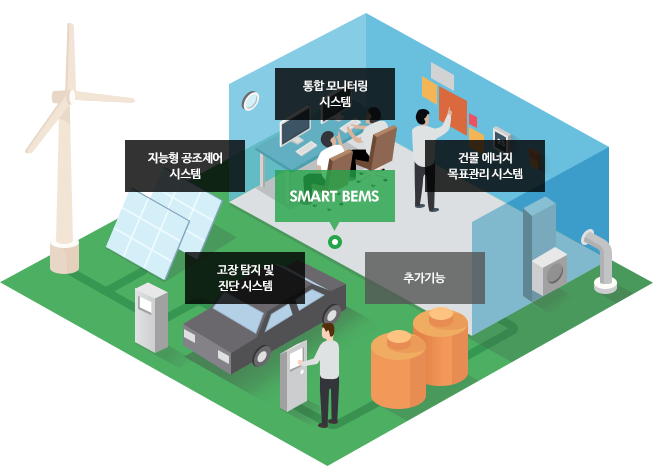 통합 모니터링
시스템
지능형 공조제어
시스템
건물 에너지
목표관리 시스템
SMART BEMS
고장 탐지 및
진단 시스템
추가기능